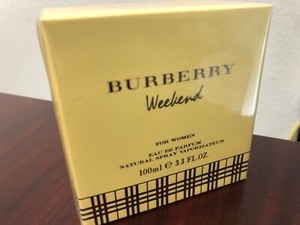 BURBERRY
Weekend
FOR WOMEN
EAU DE PARFUM
NATURAL SPRAY VAPORISATEUR
100ml ℮ 3.3 FL.OZ.